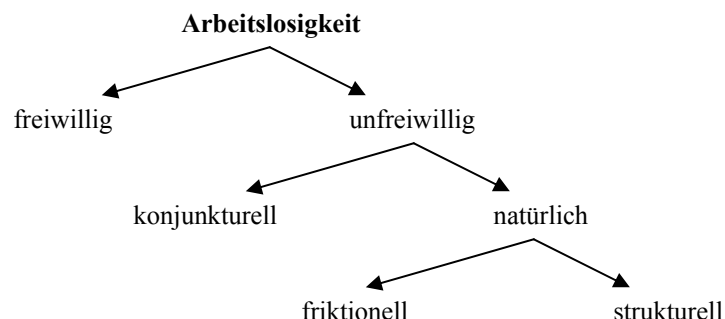 Arbeitslosigkeit
freiwillig unfreiwillig
konjunkturell natürlich
friktionell strukturell